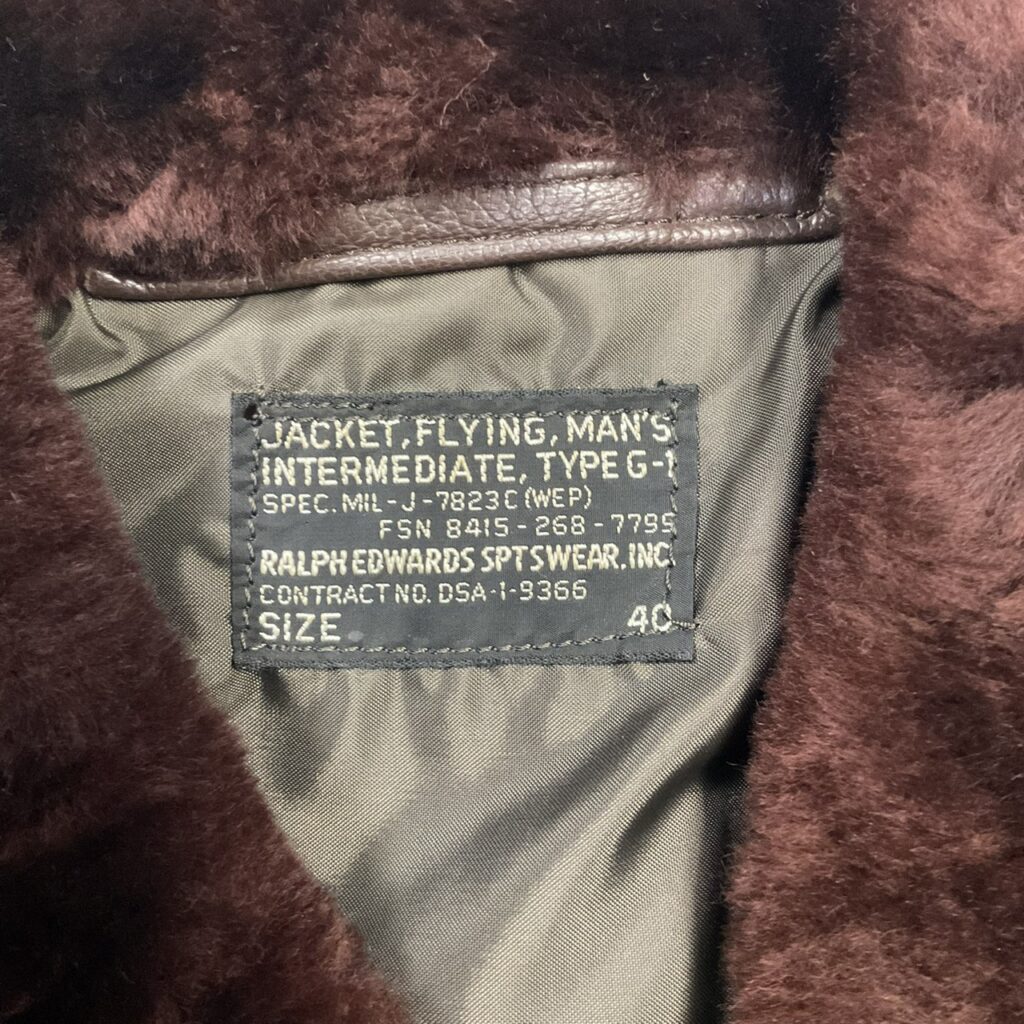 JACKET, FLYING, MAN'S
INTERMEDIATE, TYPE G-1
SPEC. MIL-J-7823C (WEP)
FSN 8415-268-7795
RALPH EDWARDS SPTSWEAR. INC
CONTRACT NO. DSA-1-9366
SIZE 40